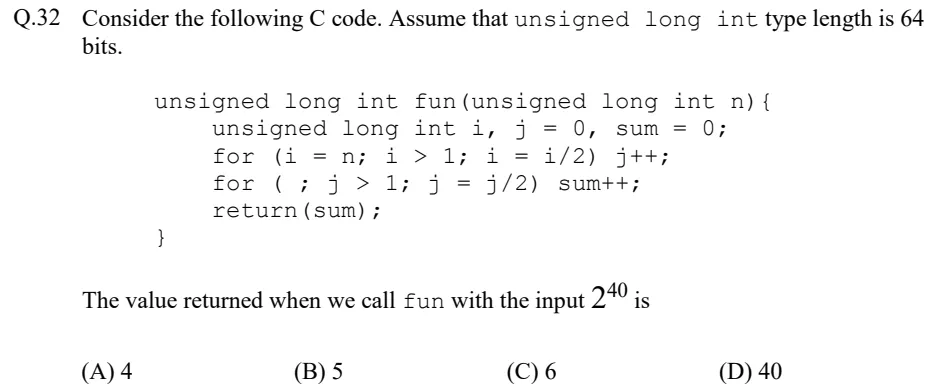 Q.32 Consider the following C code. Assume that unsigned long int type length is 64
bits.
unsigned long int fun(unsigned long int n){
unsigned long int i, j = 0, sum = 0;
for (i = n; i > 1; i = i/2) j++;
for ( ; j > 1; j = j/2) sum++;
return(sum);
}
The value returned when we call fun with the input 2⁴⁰ is
(A) 4 (B) 5 (C) 6 (D) 40